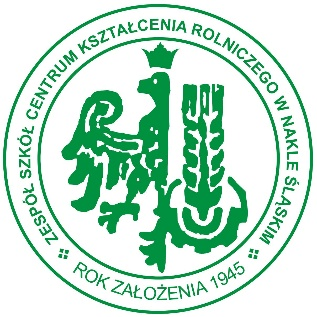 ZESPÓŁ SZKÓŁ CENTRUM KSZTAŁCENIA ROLNICZEGO W NAKLE ŚLĄSKIM
ROK ZAŁOŻENIA 1945